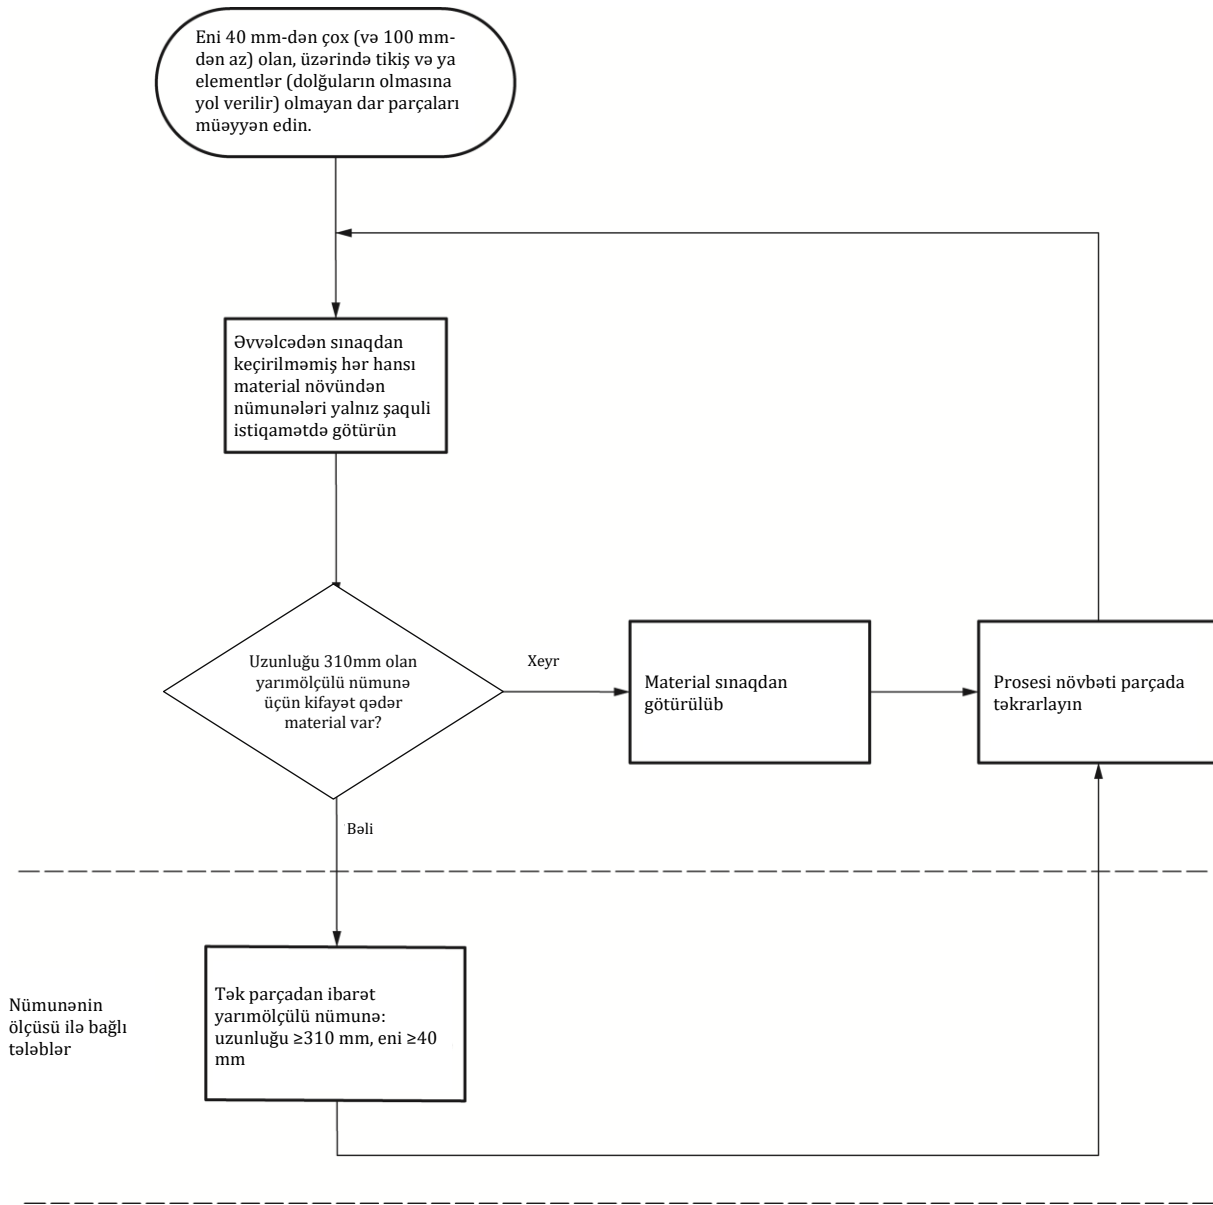 Eni 40 mm-dən çox (və 100 mm-
dən az) olan, üzərində tikiş və ya
elementlər (dolğuların olmasına
yol verilir) olmayan dar parçaları
müəyyən edin.
Əvvəlcədən sınaqdan
keçirilməmiş hər hansı
material növündən
nümunələri yalnız şaquli
istiqamətdə götürün
Uzunluğu 310mm olan
yarımölçülü nümunə
üçün kifayət qədər
material var?
Xeyr
Material sınaqdan
götürülüb
Prosesi növbəti parçada
təkrarlayın
Bəli
Nümunənin
ölçüsü ilə bağlı
tələblər
Tək parçadan ibarət
yarımölçülü nümunə:
uzunluğu ≥310 mm, eni ≥40
mm